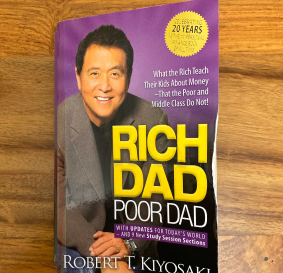 CELEBRATING
20 YEARS
What the Rich Teach
Their Kids About Money
–That the Poor and
Middle Class Do Not!
RICH
DAD
POOR DAD
WITH UPDATES FOR TODAY'S WORLD
– AND 9 New Study Session Sections
ROBERT T. KIYOSAKI